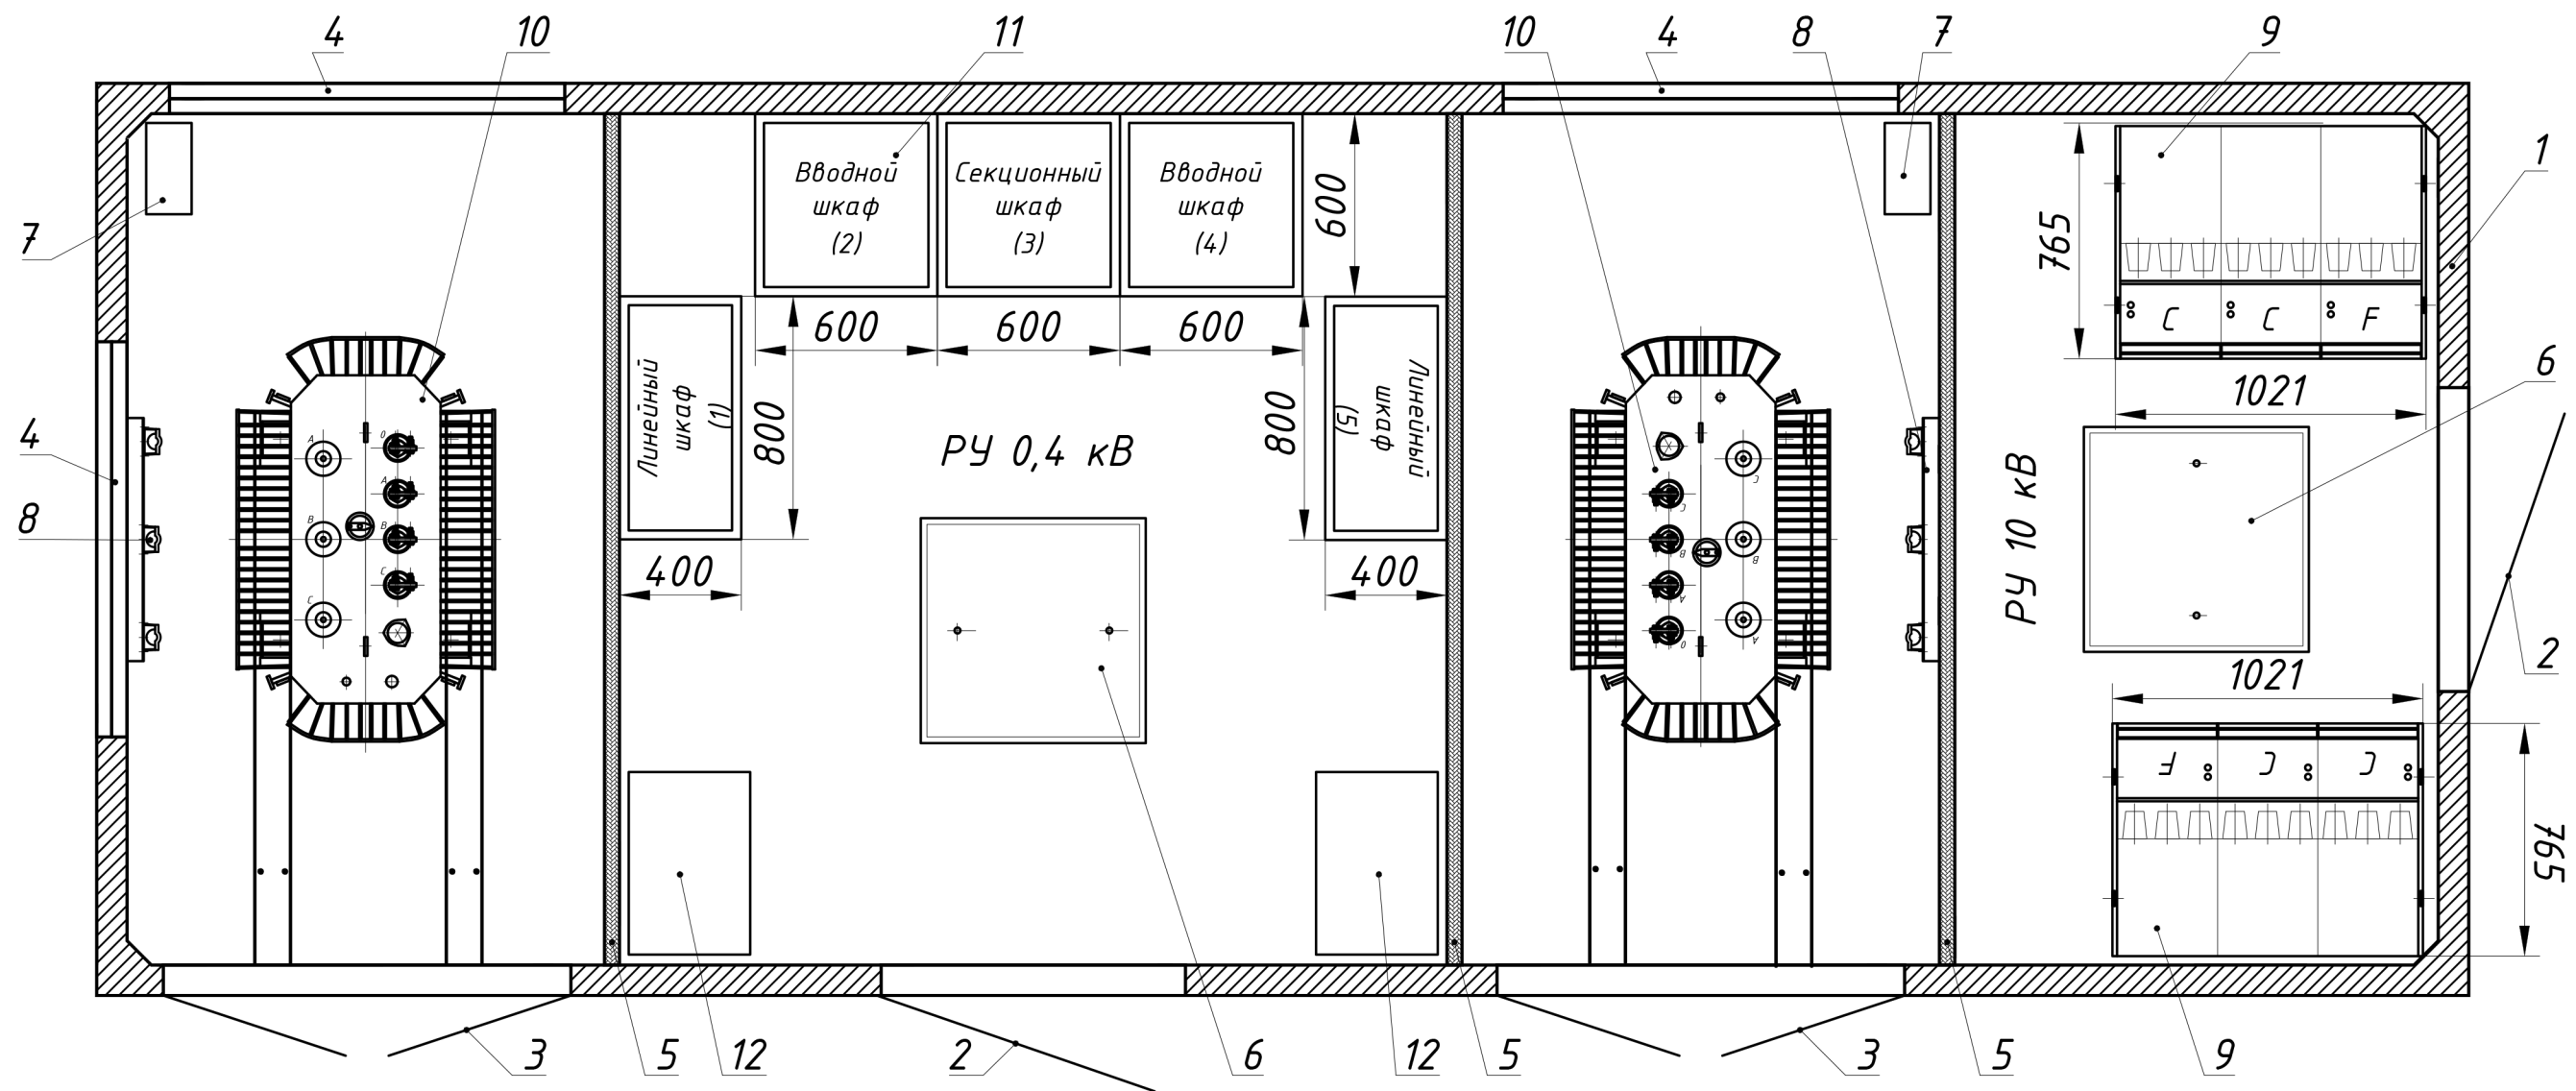 4
10
11
10
4
8
7
9
1
7
4
8
Вводной
шкаф
(2)
Секционный
шкаф
(3)
Вводной
шкаф
(4)
600
600
600
600
Линейный
шкаф
(1)
800
400
РУ 0,4 кВ
Линейный
шкаф
(5)
800
400
O
A
B
C
A
B
C
C
B
A
O
C
B
A
765
C
C
F
1021
РУ 10 кВ
6
2
1021
F
C
C
765
3
5
12
2
6
12
5
3
5
9